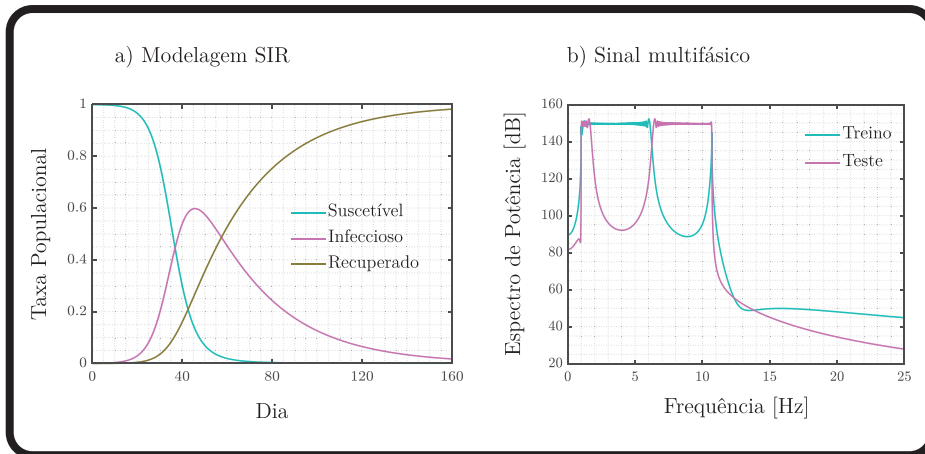 a) Modelagem SIR
Taxa Populacional
1
0.8
0.6
0.4
0.2
0
0 40 80 120 160
Dia
Suscetível
Infeccioso
Recuperado
b) Sinal multifásico
Espectro de Potência [dB]
160
140
120
100
80
60
40
20
0 5 10 15 20 25
Frequência [Hz]
Treino
Teste